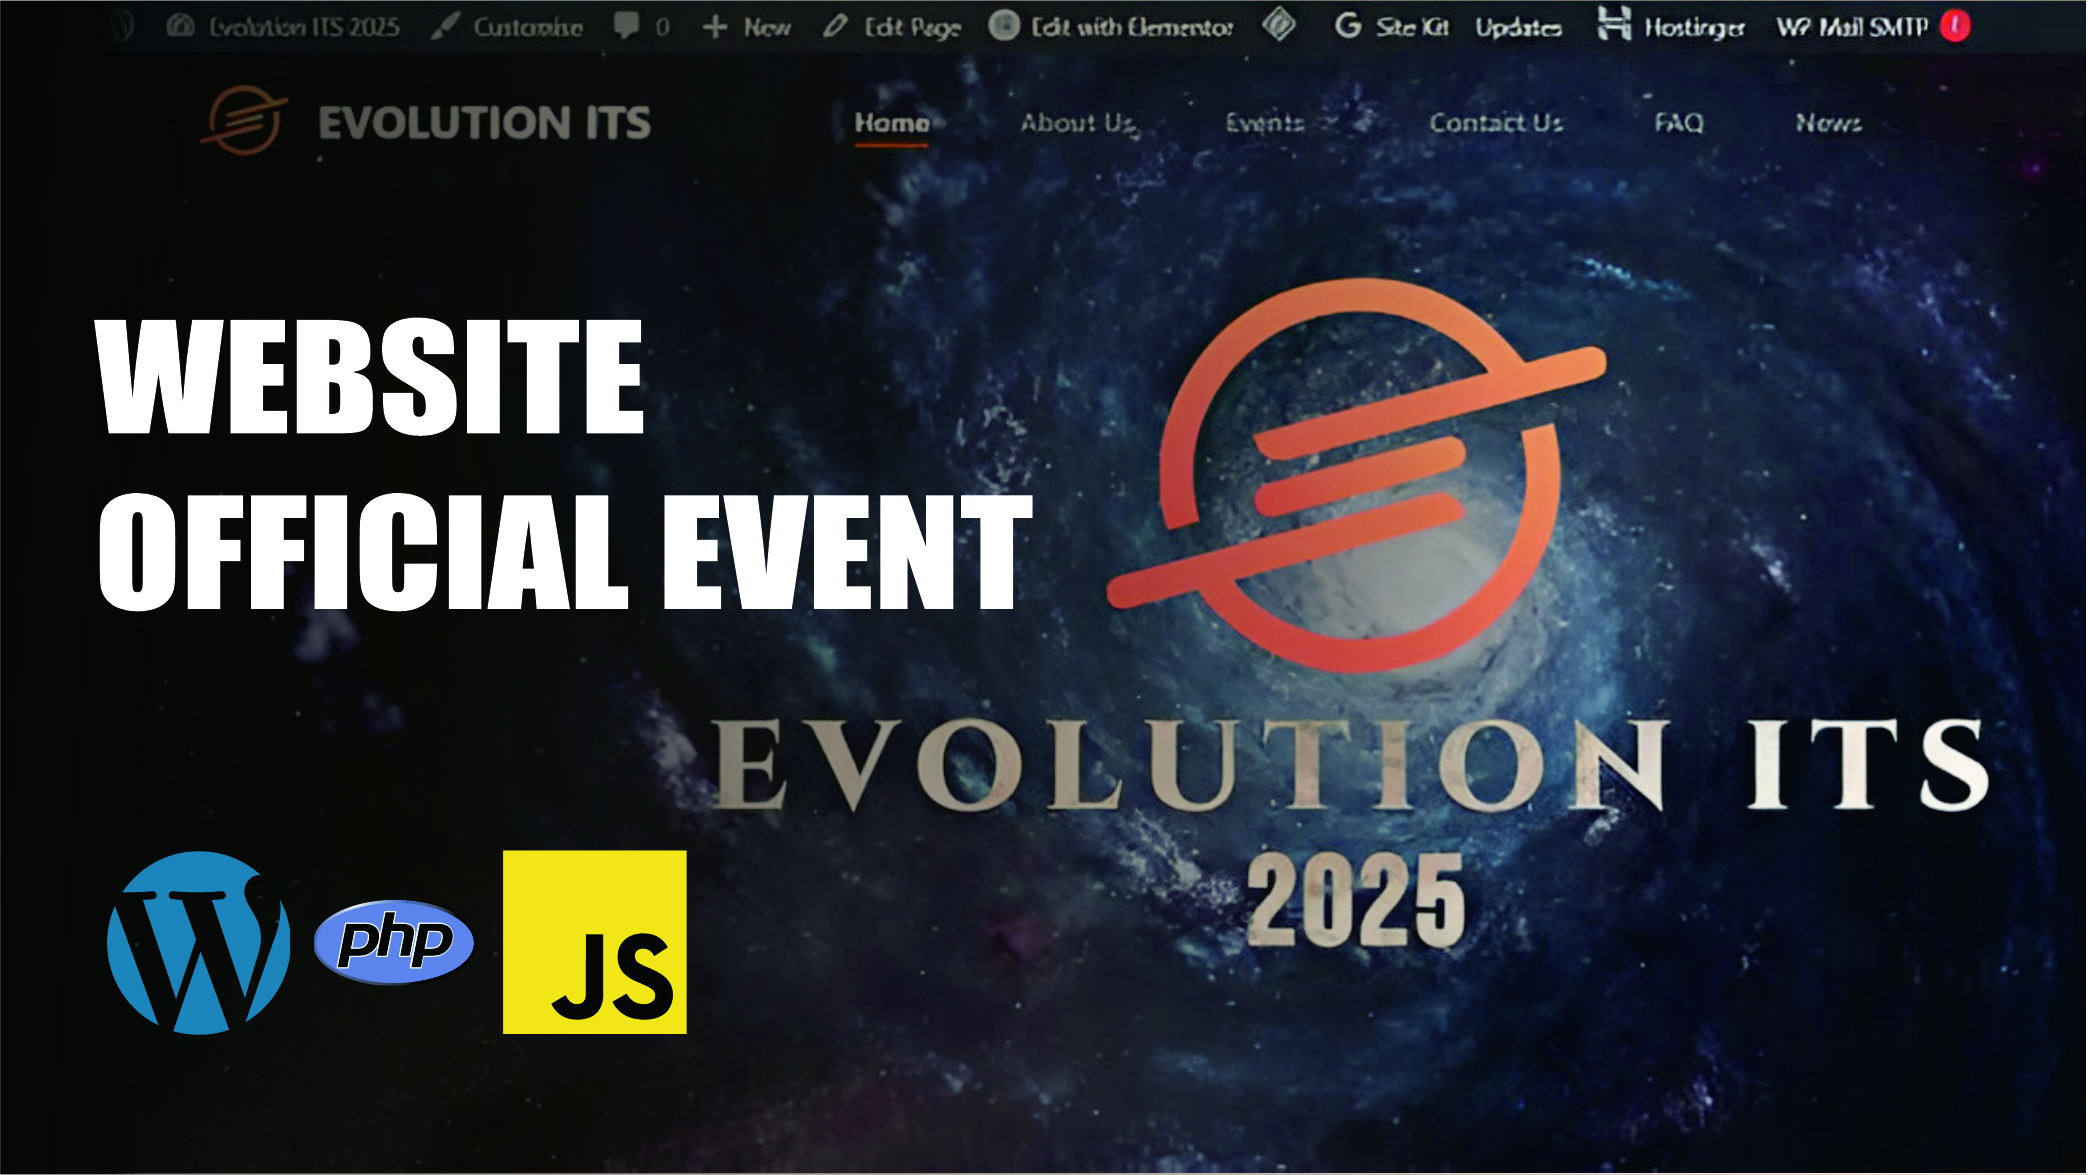 Evolution ITS 2025 Customise 0 New Edit Page Edit with Elementor Site Kit Updates Hostinger WP Mail SMTP !
EVOLUTION ITS Home About Us Events Contact Us FAQ News
WEBSITE
OFFICIAL EVENT
EVOLUTION ITS
2025
php JS